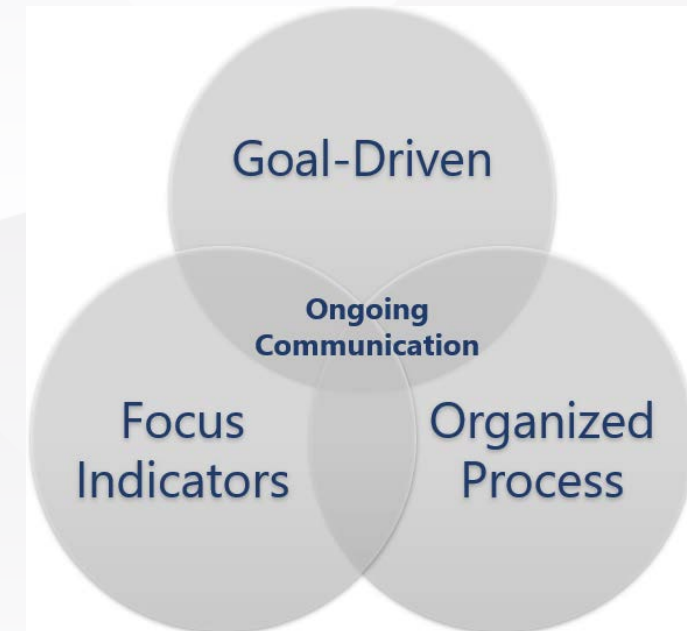 Goal-Driven
Ongoing
Communication
Focus
Indicators
Organized
Process